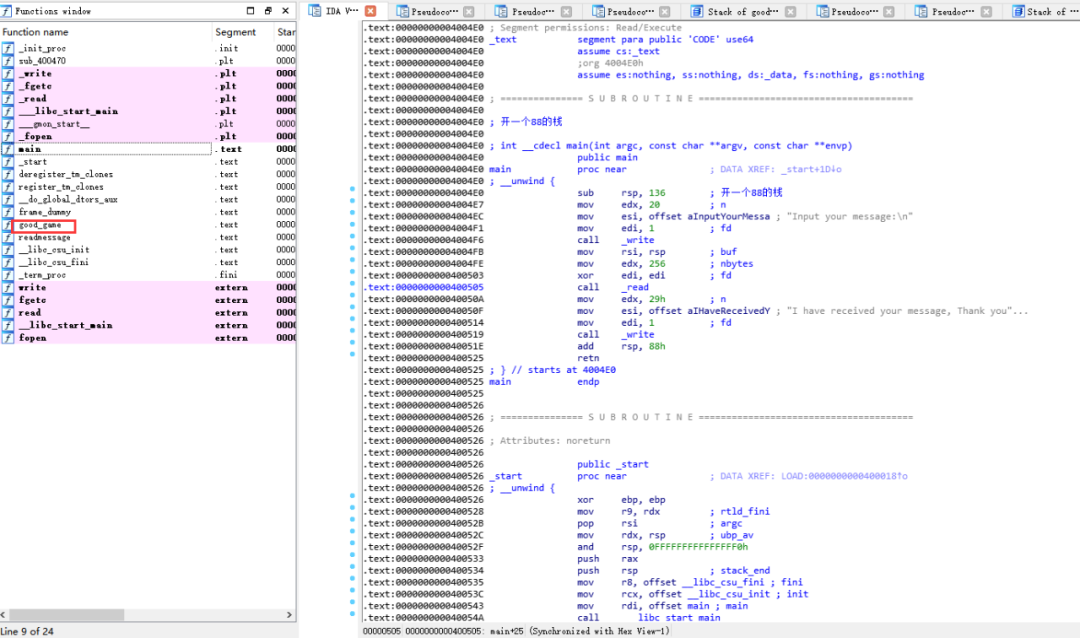 Functions window
Function name Segment Star
_init_proc .init 0000
sub_400470 .plt 0000
_write .plt 0000
_fgetc .plt 0000
_read .plt 0000
___libc_start_main .plt 0000
___gmon_start__ .plt 0000
_fopen .plt 0000
main .text 0000
_start .text 0000
deregister_tm_clones .text 0000
register_tm_clones .text 0000
__do_global_dtors_aux .text 0000
frame_dummy .text 0000
good_game .text 0000
readmessage .text 0000
__libc_csu_init .text 0000
__libc_csu_fini .text 0000
_term_proc .fini 0000
write extern 0000
fgetc extern 0000
read extern 0000
__libc_start_main extern 0000
fopen extern 0000
Line 9 of 24
IDA V··· Pseudocc··· Pseudoc··· Pseudoco··· Stack of good··· Pseudoco··· Pseudoc··· Stack of ···
.text:00000000004004E0 ; Segment permissions: Read/Execute
.text:00000000004004E0 _text segment para public 'CODE' use64
.text:00000000004004E0 assume cs:_text
.text:00000000004004E0 ;org 4004E0h
.text:00000000004004E0 assume es:nothing, ss:nothing, ds:_data, fs:nothing, gs:nothing
.text:00000000004004E0
.text:00000000004004E0 ; =============== S U B R O U T I N E =======================================
.text:00000000004004E0
.text:00000000004004E0 ; 开一个88的栈
.text:00000000004004E0
.text:00000000004004E0 ; int __cdecl main(int argc, const char **argv, const char **envp)
.text:00000000004004E0 public main
.text:00000000004004E0 main proc near ; DATA XREF: _start+1D↓o
.text:00000000004004E0 ; __unwind {
.text:00000000004004E0 sub rsp, 136 ; 开一个88的栈
.text:00000000004004E7 mov edx, 20 ; n
.text:00000000004004EC mov esi, offset aInputYourMessa ; "Input your message:\n"
.text:00000000004004F1 mov edi, 1 ; fd
.text:00000000004004F6 call _write
.text:00000000004004FB mov rsi, rsp ; buf
.text:00000000004004FE mov edx, 256 ; nbytes
.text:0000000000400503 xor edi, edi ; fd
.text:0000000000400505 call _read
.text:000000000040050A mov edx, 29h ; n
.text:000000000040050F mov esi, offset aIHaveReceivedY ; "I have received your message, Thank you"...
.text:0000000000400514 mov edi, 1 ; fd
.text:0000000000400519 call _write
.text:000000000040051E add rsp, 88h
.text:0000000000400525 retn
.text:0000000000400525 ; } // starts at 4004E0
.text:0000000000400525 main endp
.text:0000000000400525
.text:0000000000400526
.text:0000000000400526 ; =============== S U B R O U T I N E =======================================
.text:0000000000400526
.text:0000000000400526 ; Attributes: noreturn
.text:0000000000400526
.text:0000000000400526 public _start
.text:0000000000400526 _start proc near ; DATA XREF: LOAD:0000000000400018↑o
.text:0000000000400526 ; __unwind {
.text:0000000000400526 xor ebp, ebp
.text:0000000000400528 mov r9, rdx ; rtld_fini
.text:000000000040052B pop rsi ; argc
.text:000000000040052C mov rdx, rsp ; ubp_av
.text:000000000040052F and rsp, 0FFFFFFFFFFFFFFF0h
.text:0000000000400533 push rax
.text:0000000000400534 push rsp ; stack_end
.text:0000000000400535 mov r8, offset __libc_csu_fini ; fini
.text:000000000040053C mov rcx, offset __libc_csu_init ; init
.text:0000000000400543 mov rdi, offset main ; main
.text:000000000040054A call libc start main
00000505 0000000000400505: main+25 (Synchronized with Hex View-1)